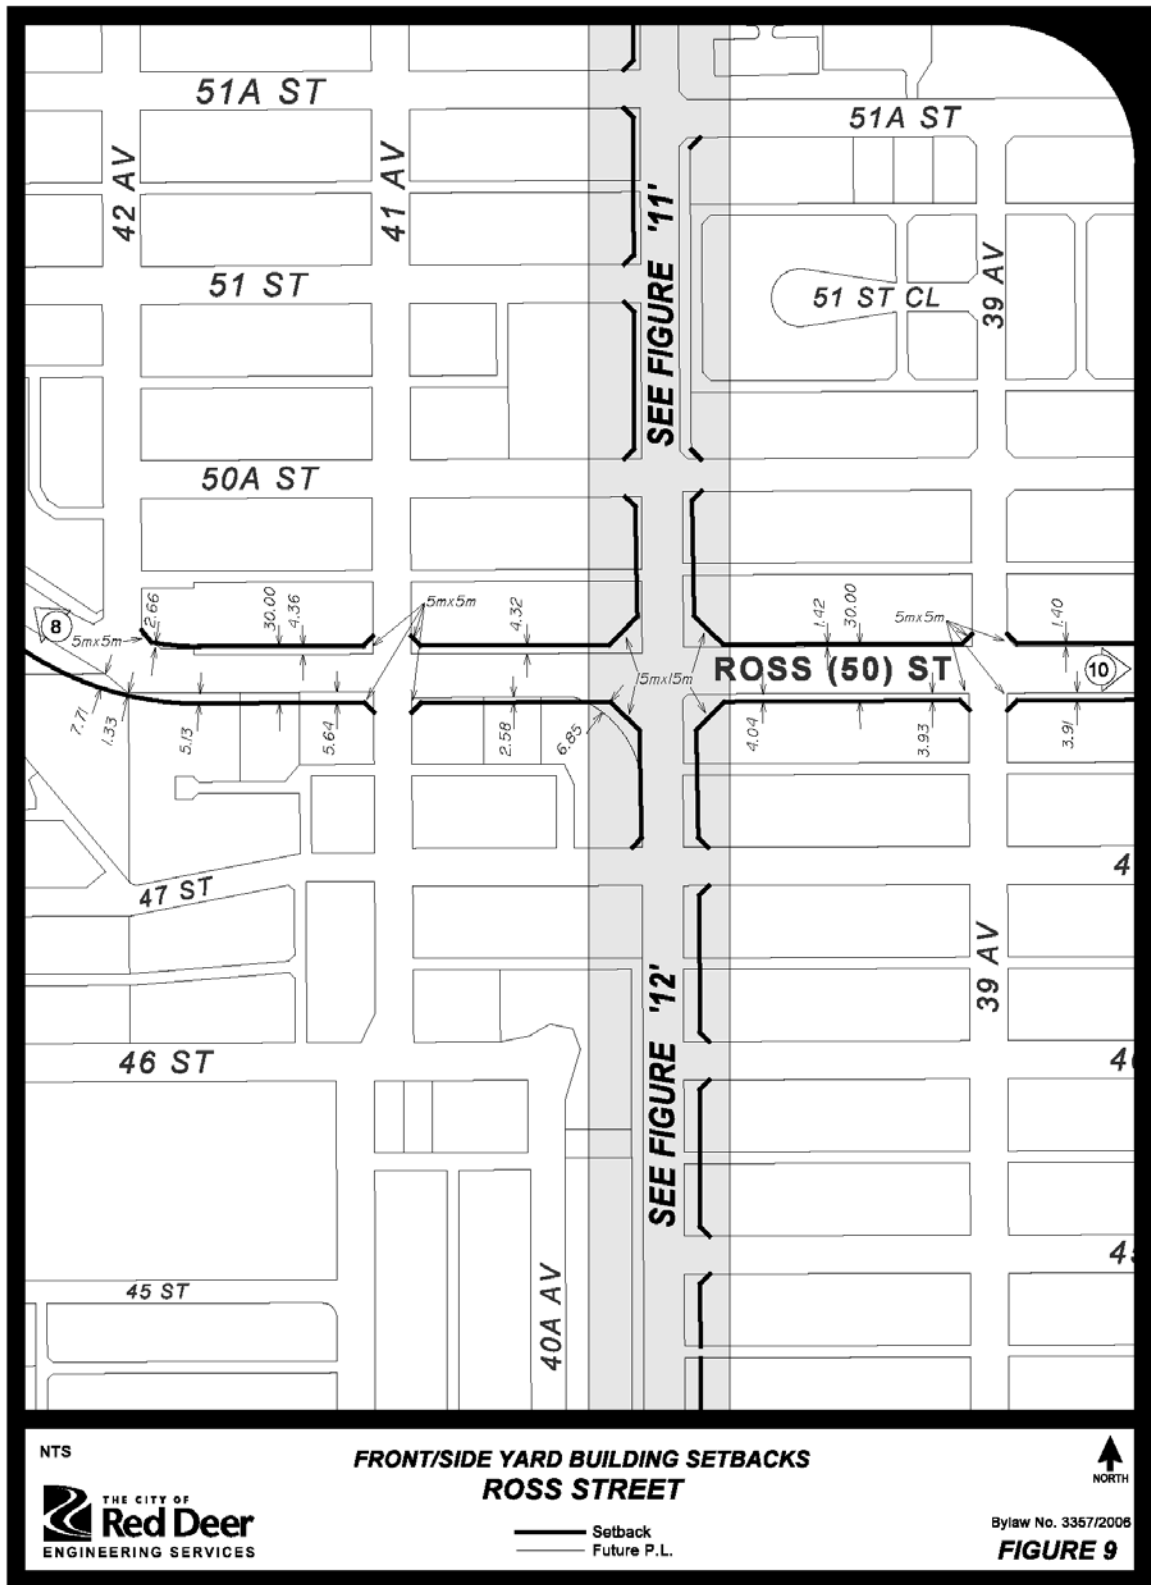 51A ST
51A ST
42 AV
41 AV
SEE FIGURE '11'
39 AV
51 ST
51 ST CL
50A ST
8
5mx5m
2.66
30.00
4.36
5mx5m
4.32
1.42
30.00
5mx5m
1.40
15mx15m
ROSS (50) ST
10
7.71
1.33
5.13
5.64
2.58
6.85
4.04
3.93
3.91
47 ST
4
39 AV
SEE FIGURE '12'
46 ST
45 ST
40A AV
NTS
FRONT/SIDE YARD BUILDING SETBACKS
ROSS STREET
NORTH
THE CITY OF
Red Deer
ENGINEERING SERVICES
Setback
Future P.L.
Bylaw No. 3357/2006
FIGURE 9